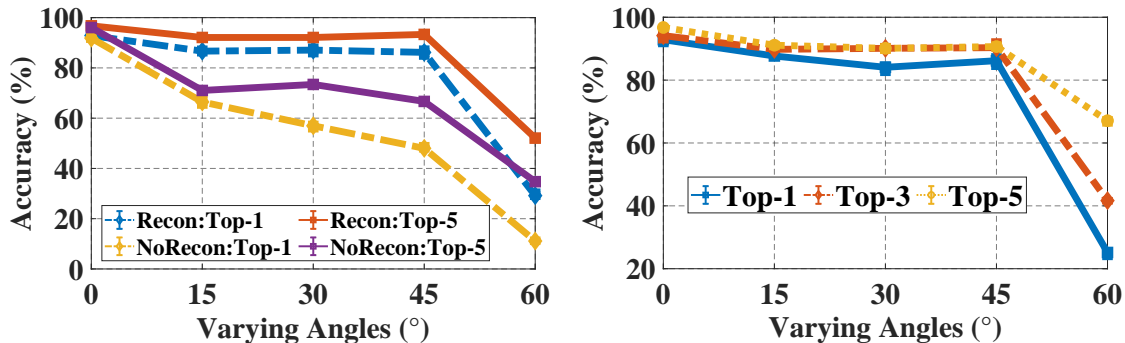 100
80
60
40
20
0
Accuracy (%)
Recon:Top-1 Recon:Top-5
NoRecon:Top-1 NoRecon:Top-5
0 15 30 45 60
Varying Angles (°)
100
80
60
40
20
Accuracy (%)
Top-1 Top-3 Top-5
0 15 30 45 60
Varying Angles (°)